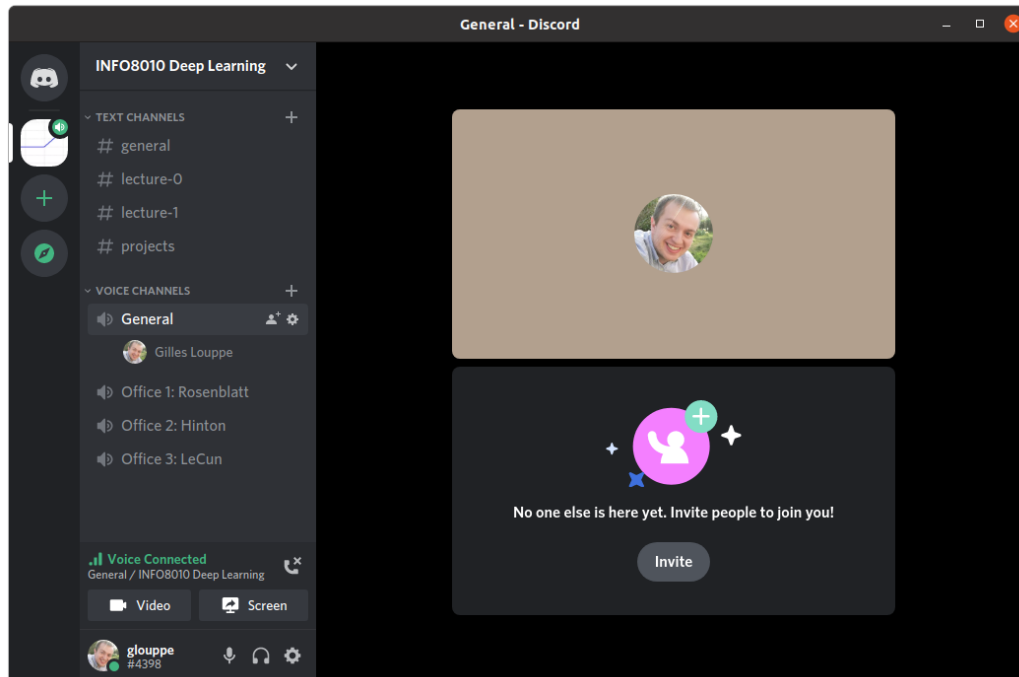 General - Discord
INFO8010 Deep Learning
TEXT CHANNELS
# general
# lecture-0
# lecture-1
# projects
VOICE CHANNELS
General
Gilles Louppe
Office 1: Rosenblatt
Office 2: Hinton
Office 3: LeCun
Voice Connected
General / INFO8010 Deep Learning
Video
Screen
glouppe
#4398
No one else is here yet. Invite people to join you!
Invite